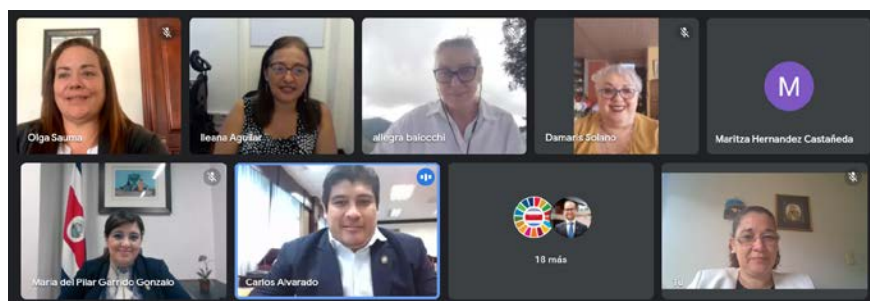 Olga Sauma
Ileana Aguilar
allegra baiocchi
Damaris Solano
M
Maritza Hernandez Castañeda
Maria del Pilar Garrido Gonzalo
Carlos Alvarado
18 más
Tú